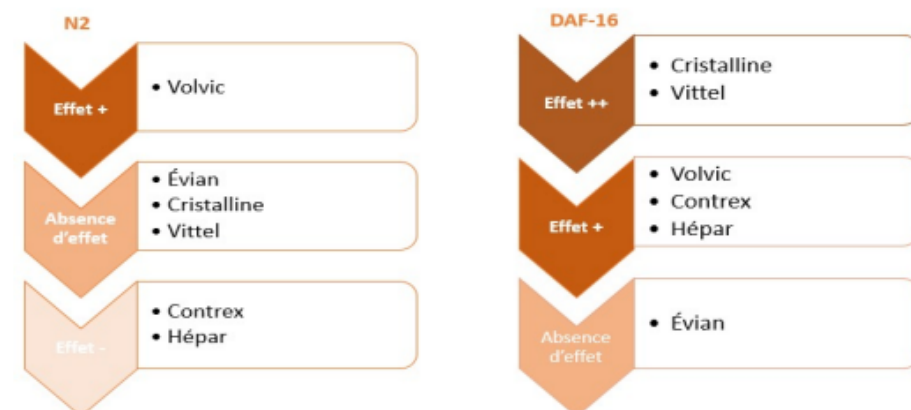 N2
Effet +
• Volvic
Absence
d'effet
• Évian
• Cristalline
• Vittel
Effet -
• Contrex
• Hépar
DAF-16
Effet ++
• Cristalline
• Vittel
Effet +
• Volvic
• Contrex
• Hépar
Absence
d'effet
• Évian